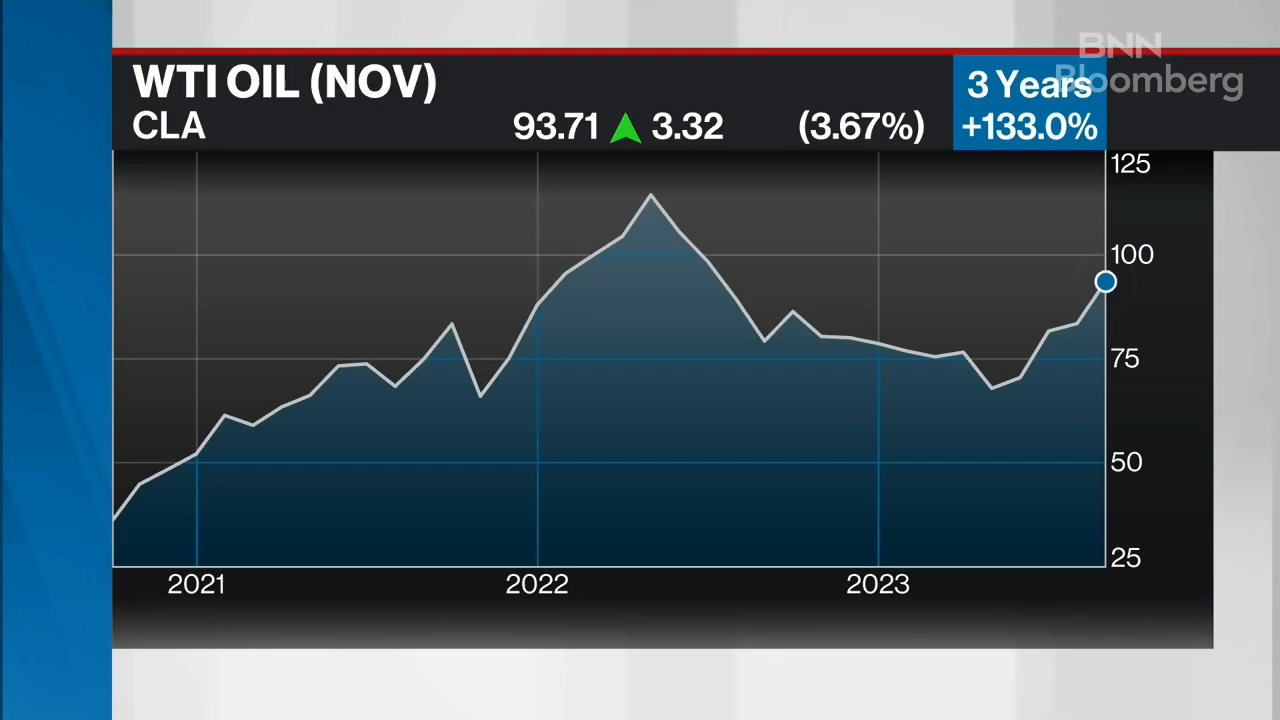 BNN
Bloomberg
WTI OIL (NOV)
3 Years
CLA
93.71 ▲ 3.32 (3.67%)
+133.0%
125
100
75
50
25
2021 2022 2023